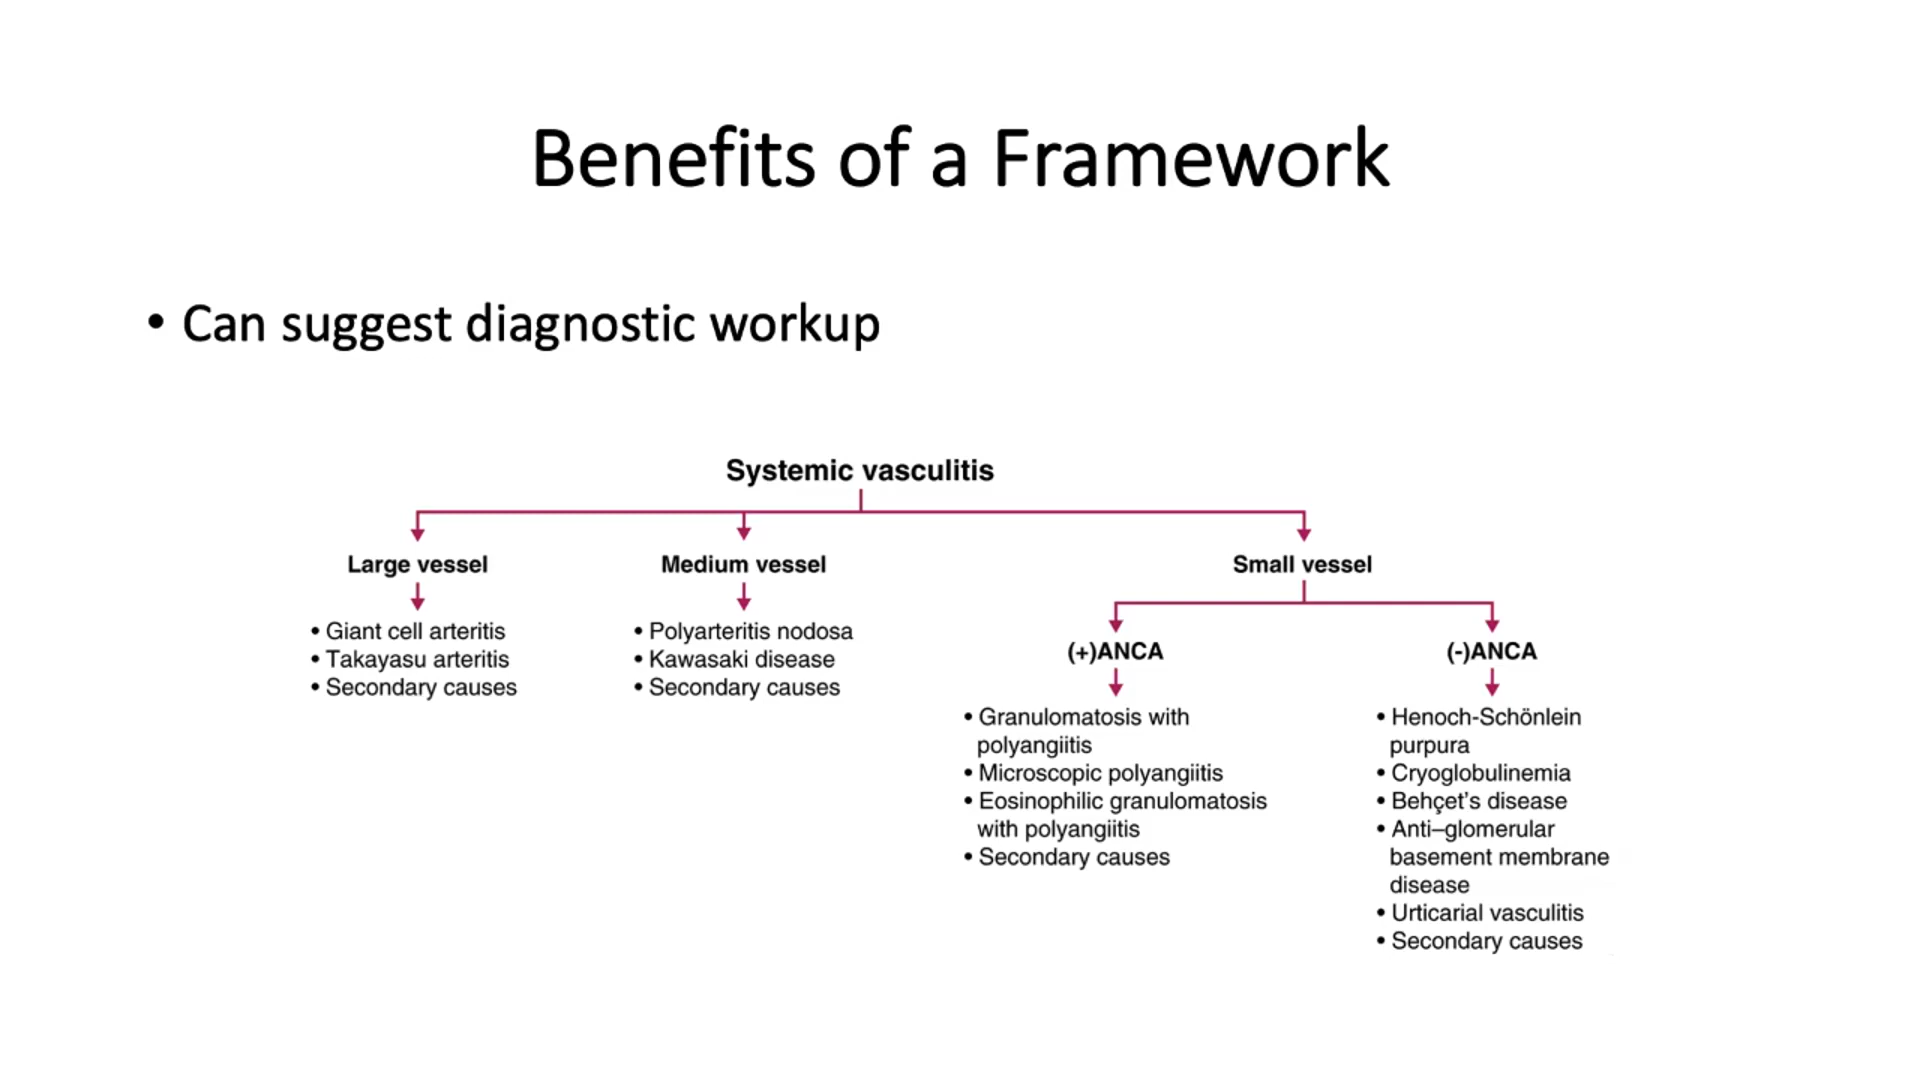 Benefits of a Framework
• Can suggest diagnostic workup
Systemic vasculitis
Large vessel
• Giant cell arteritis
• Takayasu arteritis
• Secondary causes
Medium vessel
• Polyarteritis nodosa
• Kawasaki disease
• Secondary causes
Small vessel
(+)ANCA
• Granulomatosis with
polyangiitis
• Microscopic polyangiitis
• Eosinophilic granulomatosis
with polyangiitis
• Secondary causes
(-)ANCA
• Henoch-Schönlein
purpura
• Cryoglobulinemia
• Behçet’s disease
• Anti–glomerular
basement membrane
disease
• Urticarial vasculitis
• Secondary causes